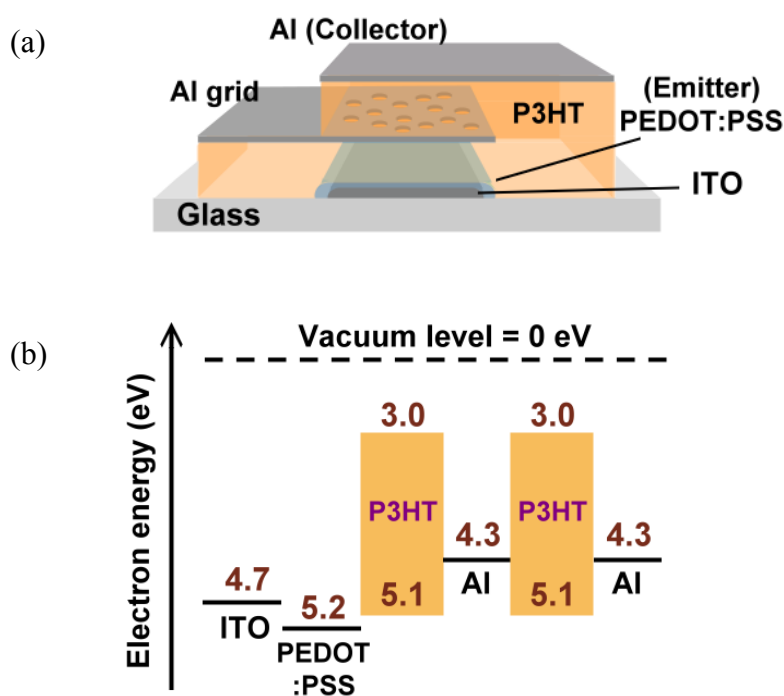 (a)
Al (Collector)
Al grid
P3HT
(Emitter)
PEDOT:PSS
ITO
Glass
(b)
Electron energy (eV)
Vacuum level = 0 eV
3.0
3.0
P3HT
P3HT
4.3
4.3
Al
Al
4.7
ITO
5.2
5.1
5.1
PEDOT
:PSS